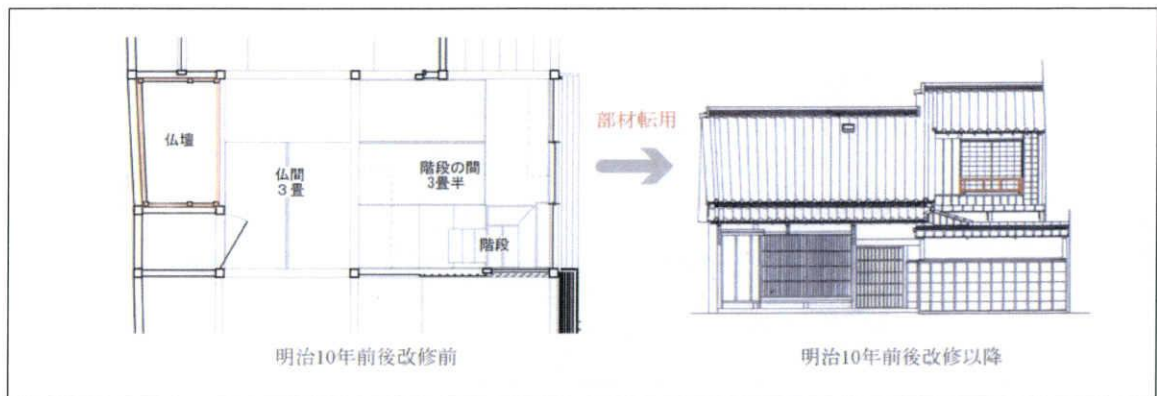 仏壇
仏間
3畳
階段の間
3畳半
階段
部材転用
明治10年前後改修前
明治10年前後改修以降